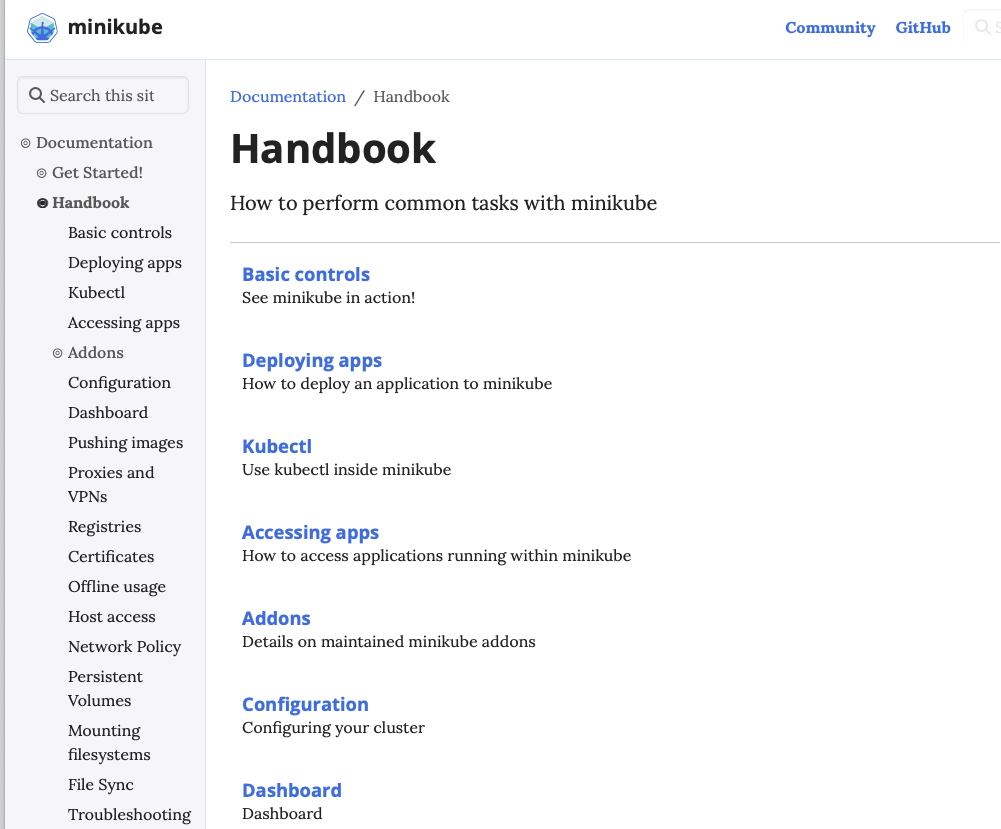 minikube
Community
GitHub
Search this sit
Documentation
Get Started!
Handbook
Basic controls
Deploying apps
Kubectl
Accessing apps
Addons
Configuration
Dashboard
Pushing images
Proxies and
VPNs
Registries
Certificates
Offline usage
Host access
Network Policy
Persistent
Volumes
Mounting
filesystems
File Sync
Troubleshooting
Documentation / Handbook
Handbook
How to perform common tasks with minikube
Basic controls
See minikube in action!
Deploying apps
How to deploy an application to minikube
Kubectl
Use kubectl inside minikube
Accessing apps
How to access applications running within minikube
Addons
Details on maintained minikube addons
Configuration
Configuring your cluster
Dashboard
Dashboard